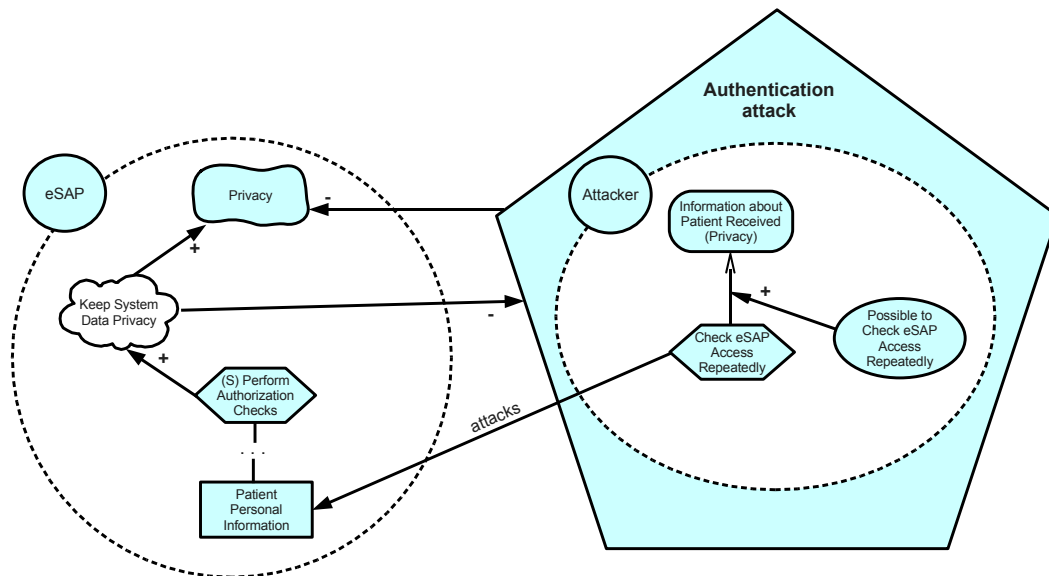 Authentication
attack
eSAP
Privacy
-
Attacker
Information about
Patient Received
(Privacy)
+
Keep System
Data Privacy
-
+
Possible to
Check eSAP
Access
Repeatedly
Check eSAP
Access
Repeatedly
+
(S) Perform
Authorization
Checks
attacks
. . .
Patient
Personal
Information